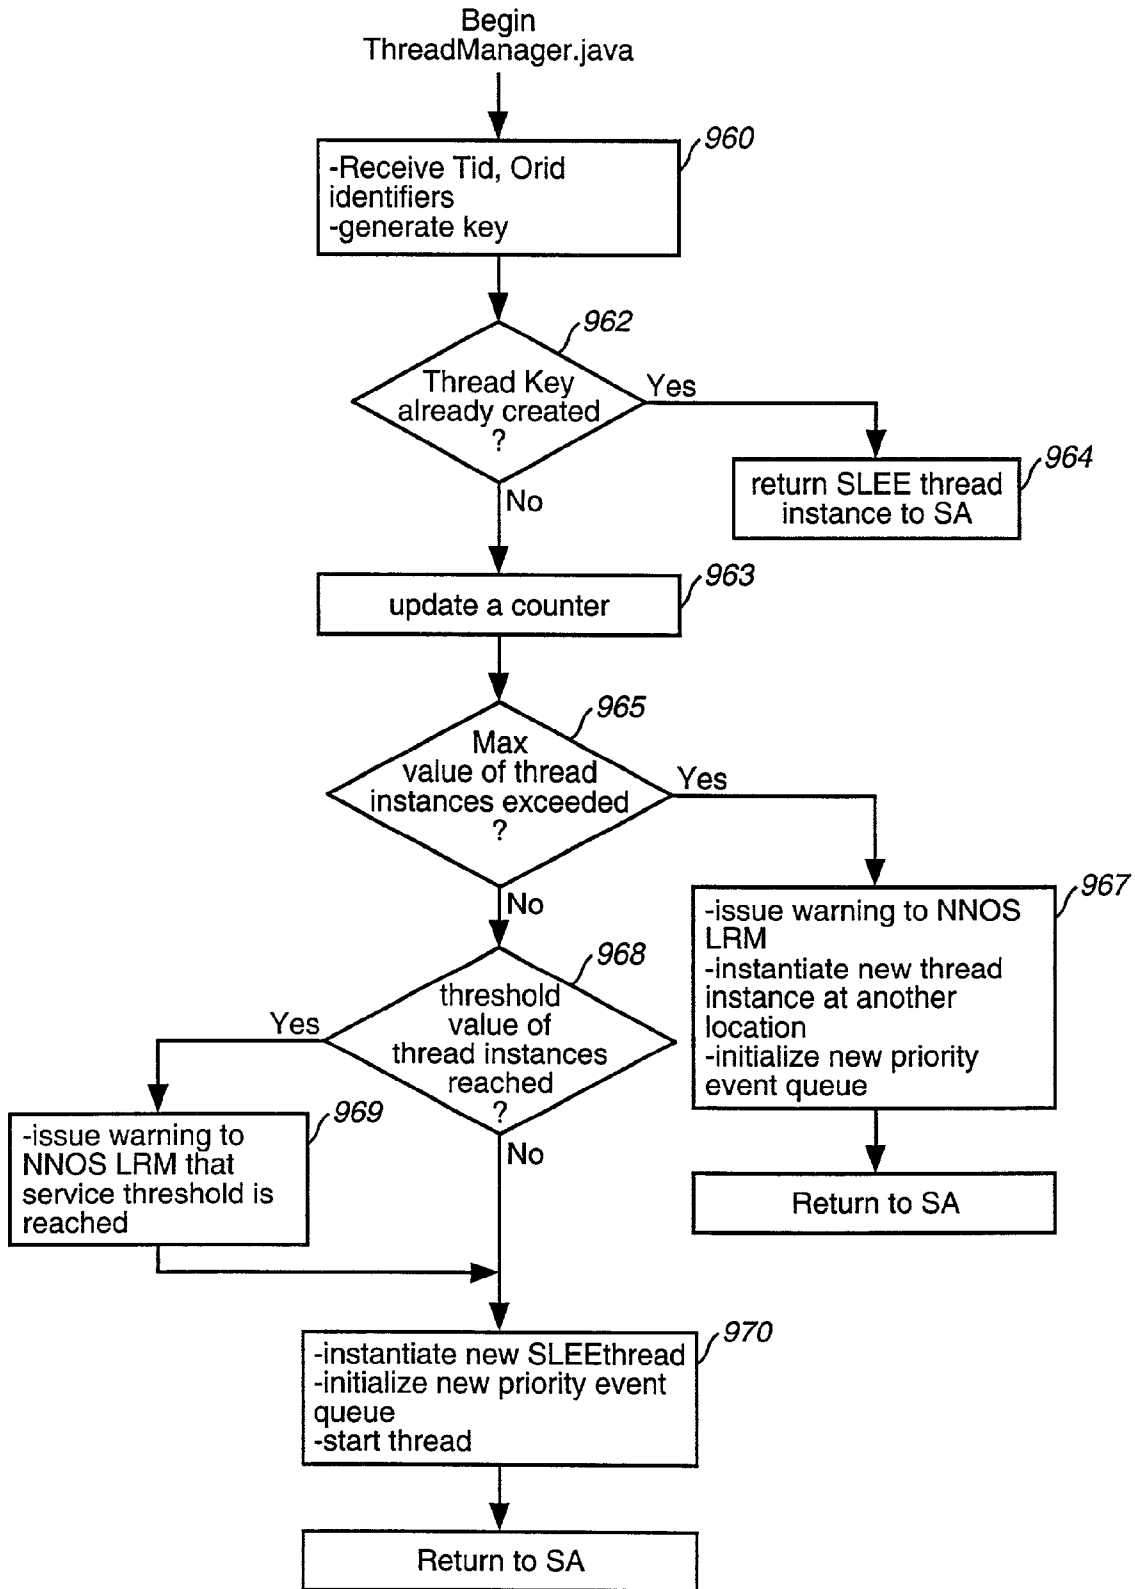 Begin
ThreadManager.java
960
-Receive Tid, Orid
identifiers
-generate key
962
Thread Key
already created
?
Yes
No
964
return SLEE thread
instance to SA
963
update a counter
965
Max
value of thread
instances exceeded
?
Yes
No
967
-issue warning to NNOS
LRM
-instantiate new thread
instance at another
location
-initialize new priority
event queue
968
threshold
value of
thread instances
reached
?
Yes
No
969
-issue warning to
NNOS LRM that
service threshold is
reached
Return to SA
970
-instantiate new SLEEthread
-initialize new priority event
queue
-start thread
Return to SA